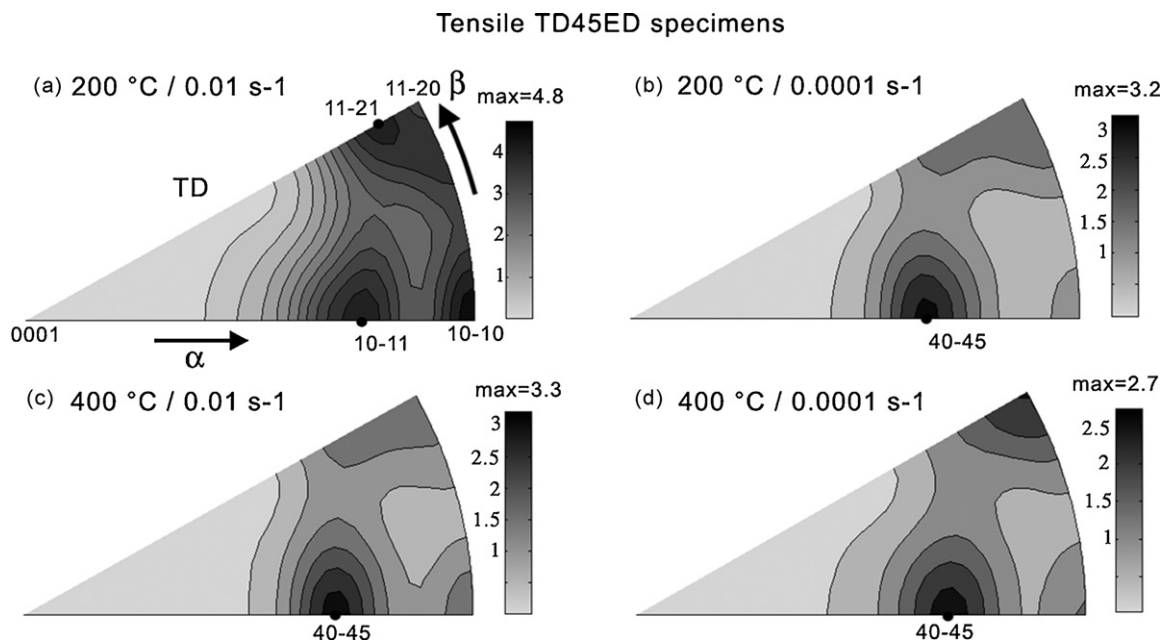 Tensile TD45ED specimens
(a) 200 °C / 0.01 s-1
11-20 β
11-21
max=4.8
4
3
2
1
TD
0001
α
10-11
10-10
(b) 200 °C / 0.0001 s-1
max=3.2
3
2.5
2
1.5
1
40-45
(c) 400 °C / 0.01 s-1
max=3.3
3
2.5
2
1.5
1
40-45
(d) 400 °C / 0.0001 s-1
max=2.7
2.5
2
1.5
1
40-45